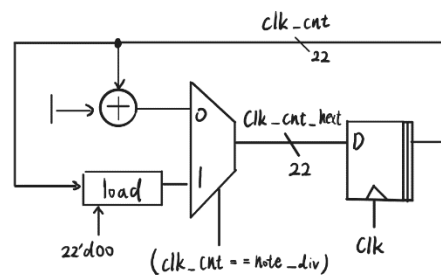 clk_cnt
22
1
+
0
clk_cnt_next
22
D
load
1
22'd00
(clk_cnt == note_div)
clk